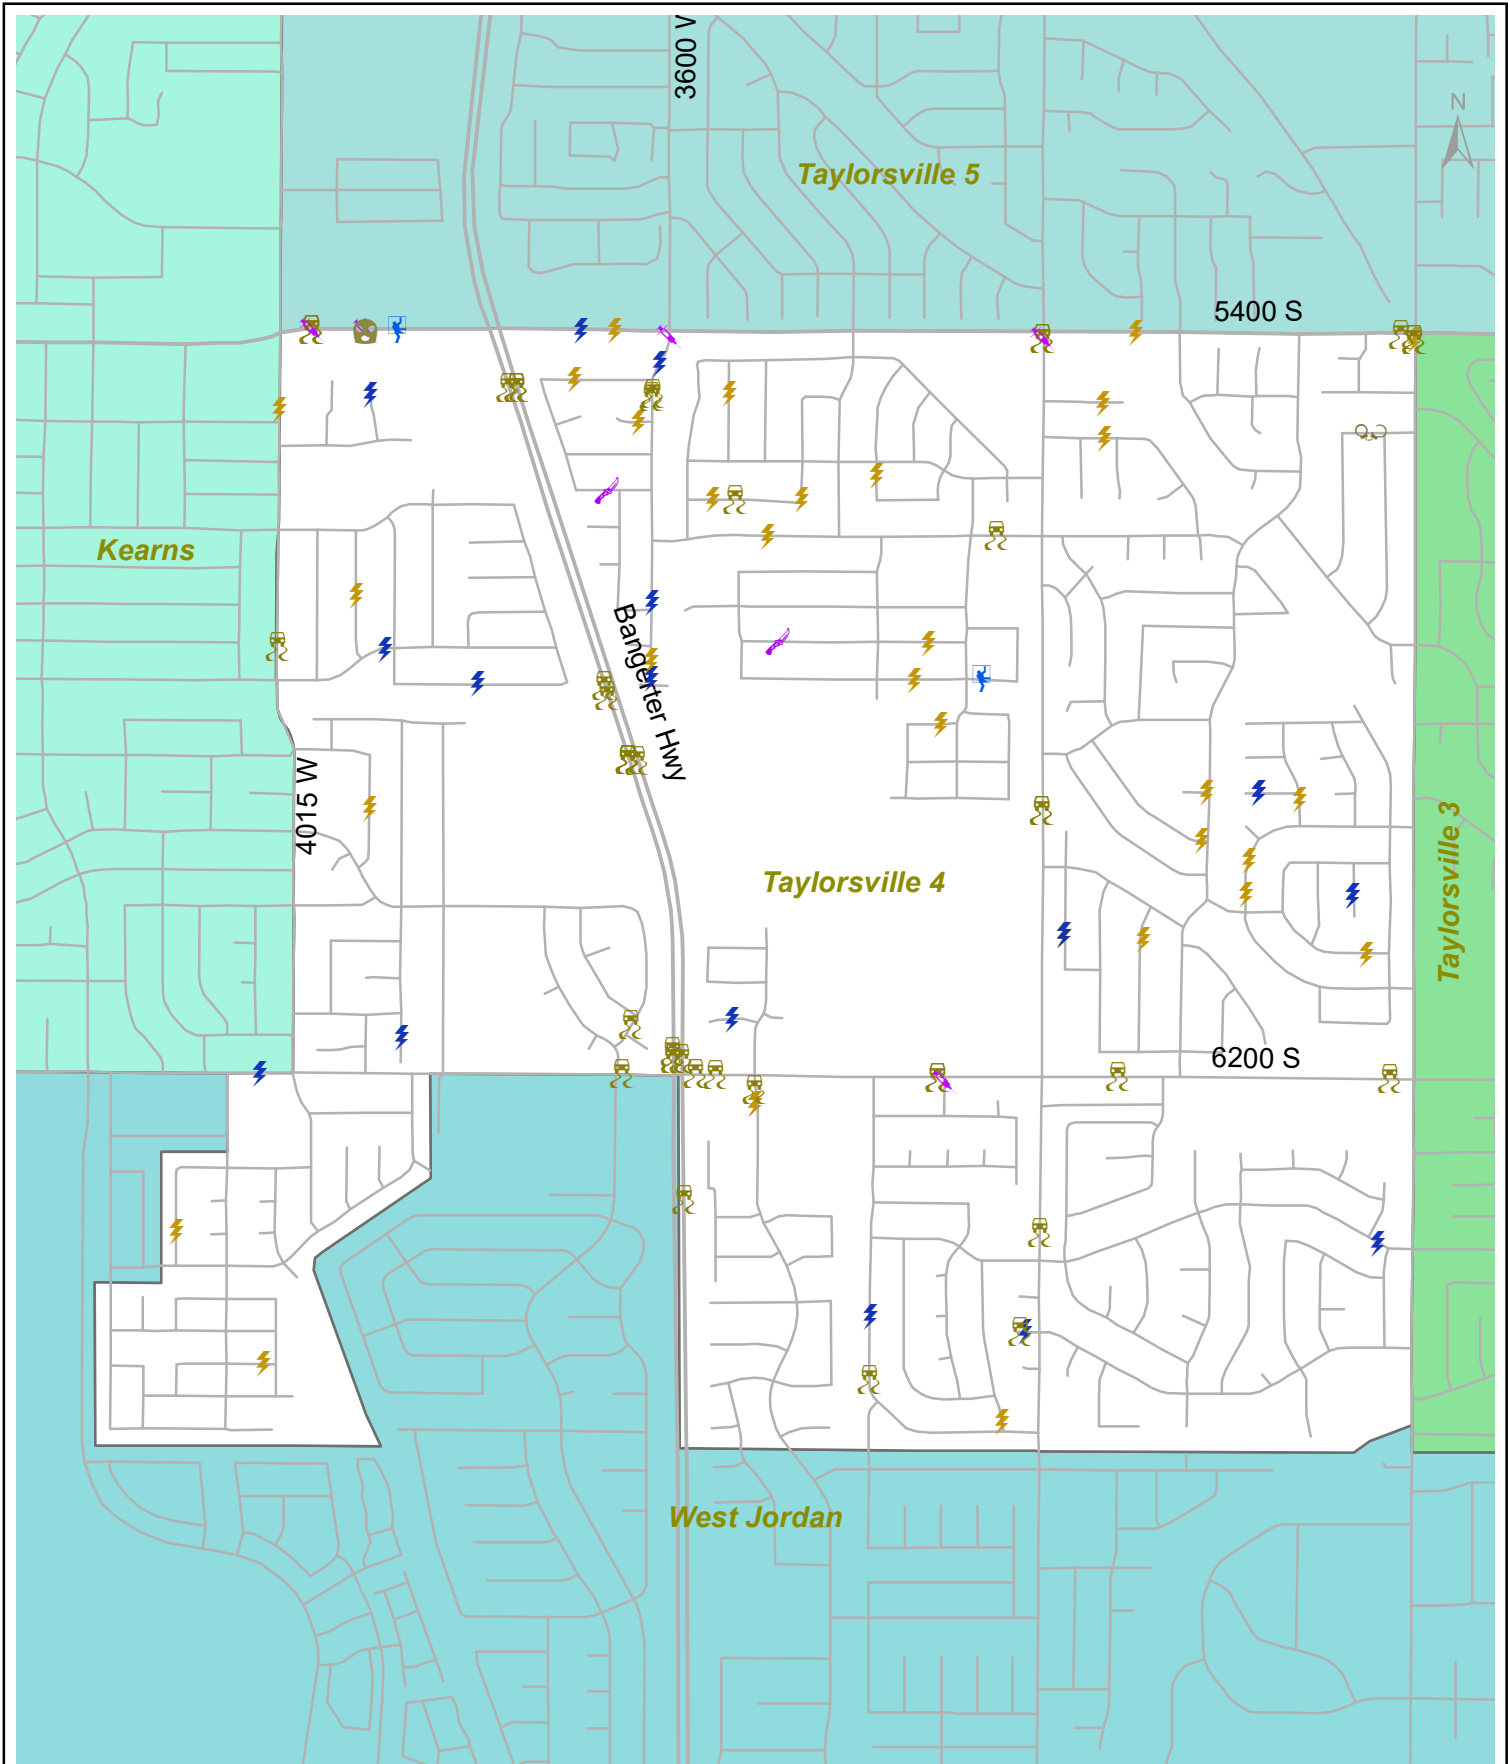 3600 W
N
Taylorsville 5
5400 S
Kearns
Bangerter Hwy
4015 W
Taylorsville 3
Taylorsville 4
6200 S
West Jordan